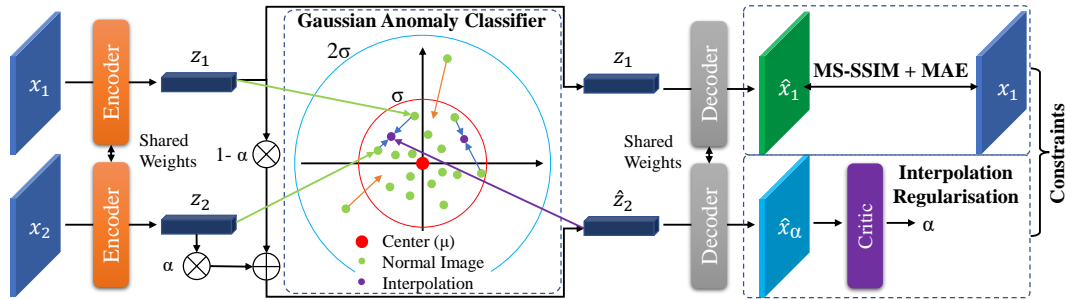 Gaussian Anomaly Classifier
x₁
Encoder
z₁
2σ
σ
z₁
Decoder
x̂₁
MS-SSIM + MAE
x₁
Shared
Weights
1- α
Shared
Weights
Constraints
x₂
Encoder
z₂
α
ẑ₂
Decoder
x̂α
Critic
α
Interpolation
Regularisation
Center (μ)
Normal Image
Interpolation